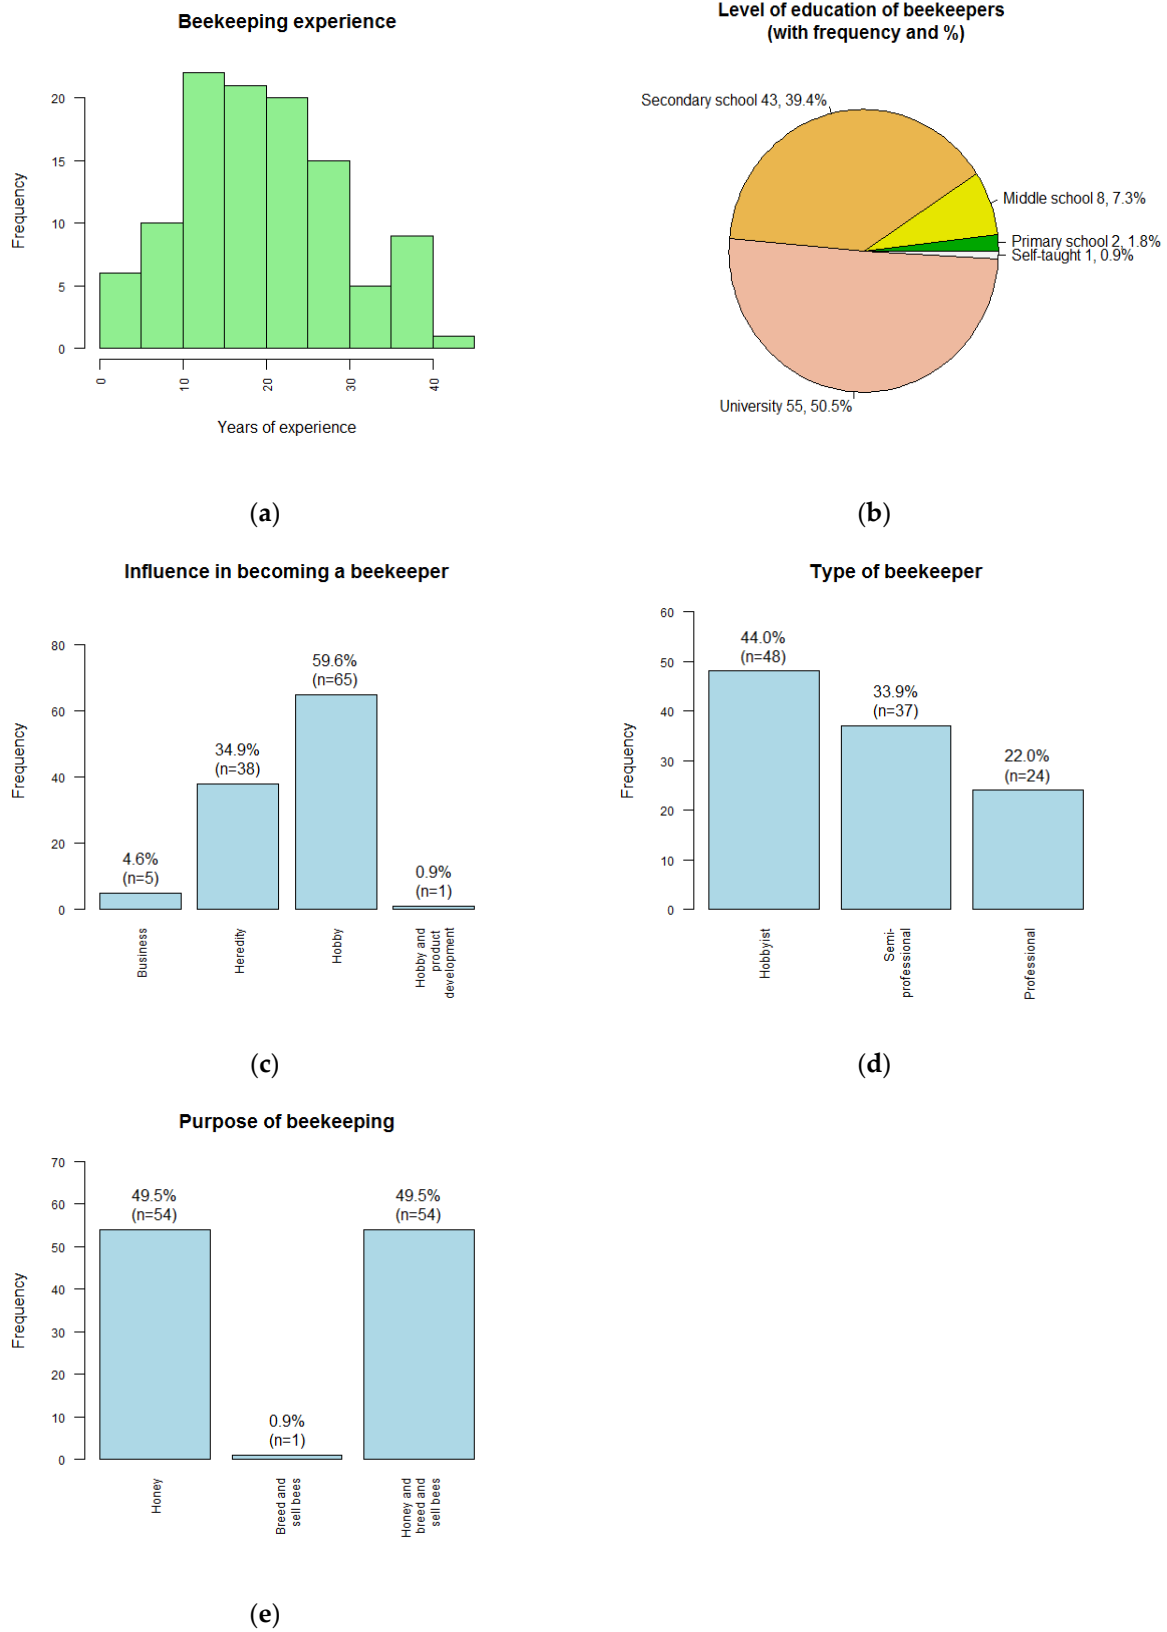 Beekeeping experience
Frequency
20
15
10
5
0
0
10
20
30
40
Years of experience
(a)
Level of education of beekeepers
(with frequency and %)
Secondary school 43, 39.4%
Middle school 8, 7.3%
Primary school 2, 1.8%
Self-taught 1, 0.9%
University 55, 50.5%
(b)
Influence in becoming a beekeeper
Frequency
80
60
40
20
0
4.6%
(n=5)
34.9%
(n=38)
59.6%
(n=65)
0.9%
(n=1)
Business
Heredity
Hobby
Hobby and
product
development
(c)
Type of beekeeper
Frequency
60
50
40
30
20
10
0
44.0%
(n=48)
33.9%
(n=37)
22.0%
(n=24)
Hobbyist
Semi-
professional
Professional
(d)
Purpose of beekeeping
Frequency
70
60
50
40
30
20
10
0
49.5%
(n=54)
0.9%
(n=1)
49.5%
(n=54)
Honey
Breed and
sell bees
Honey and
breed and
sell bees
(e)